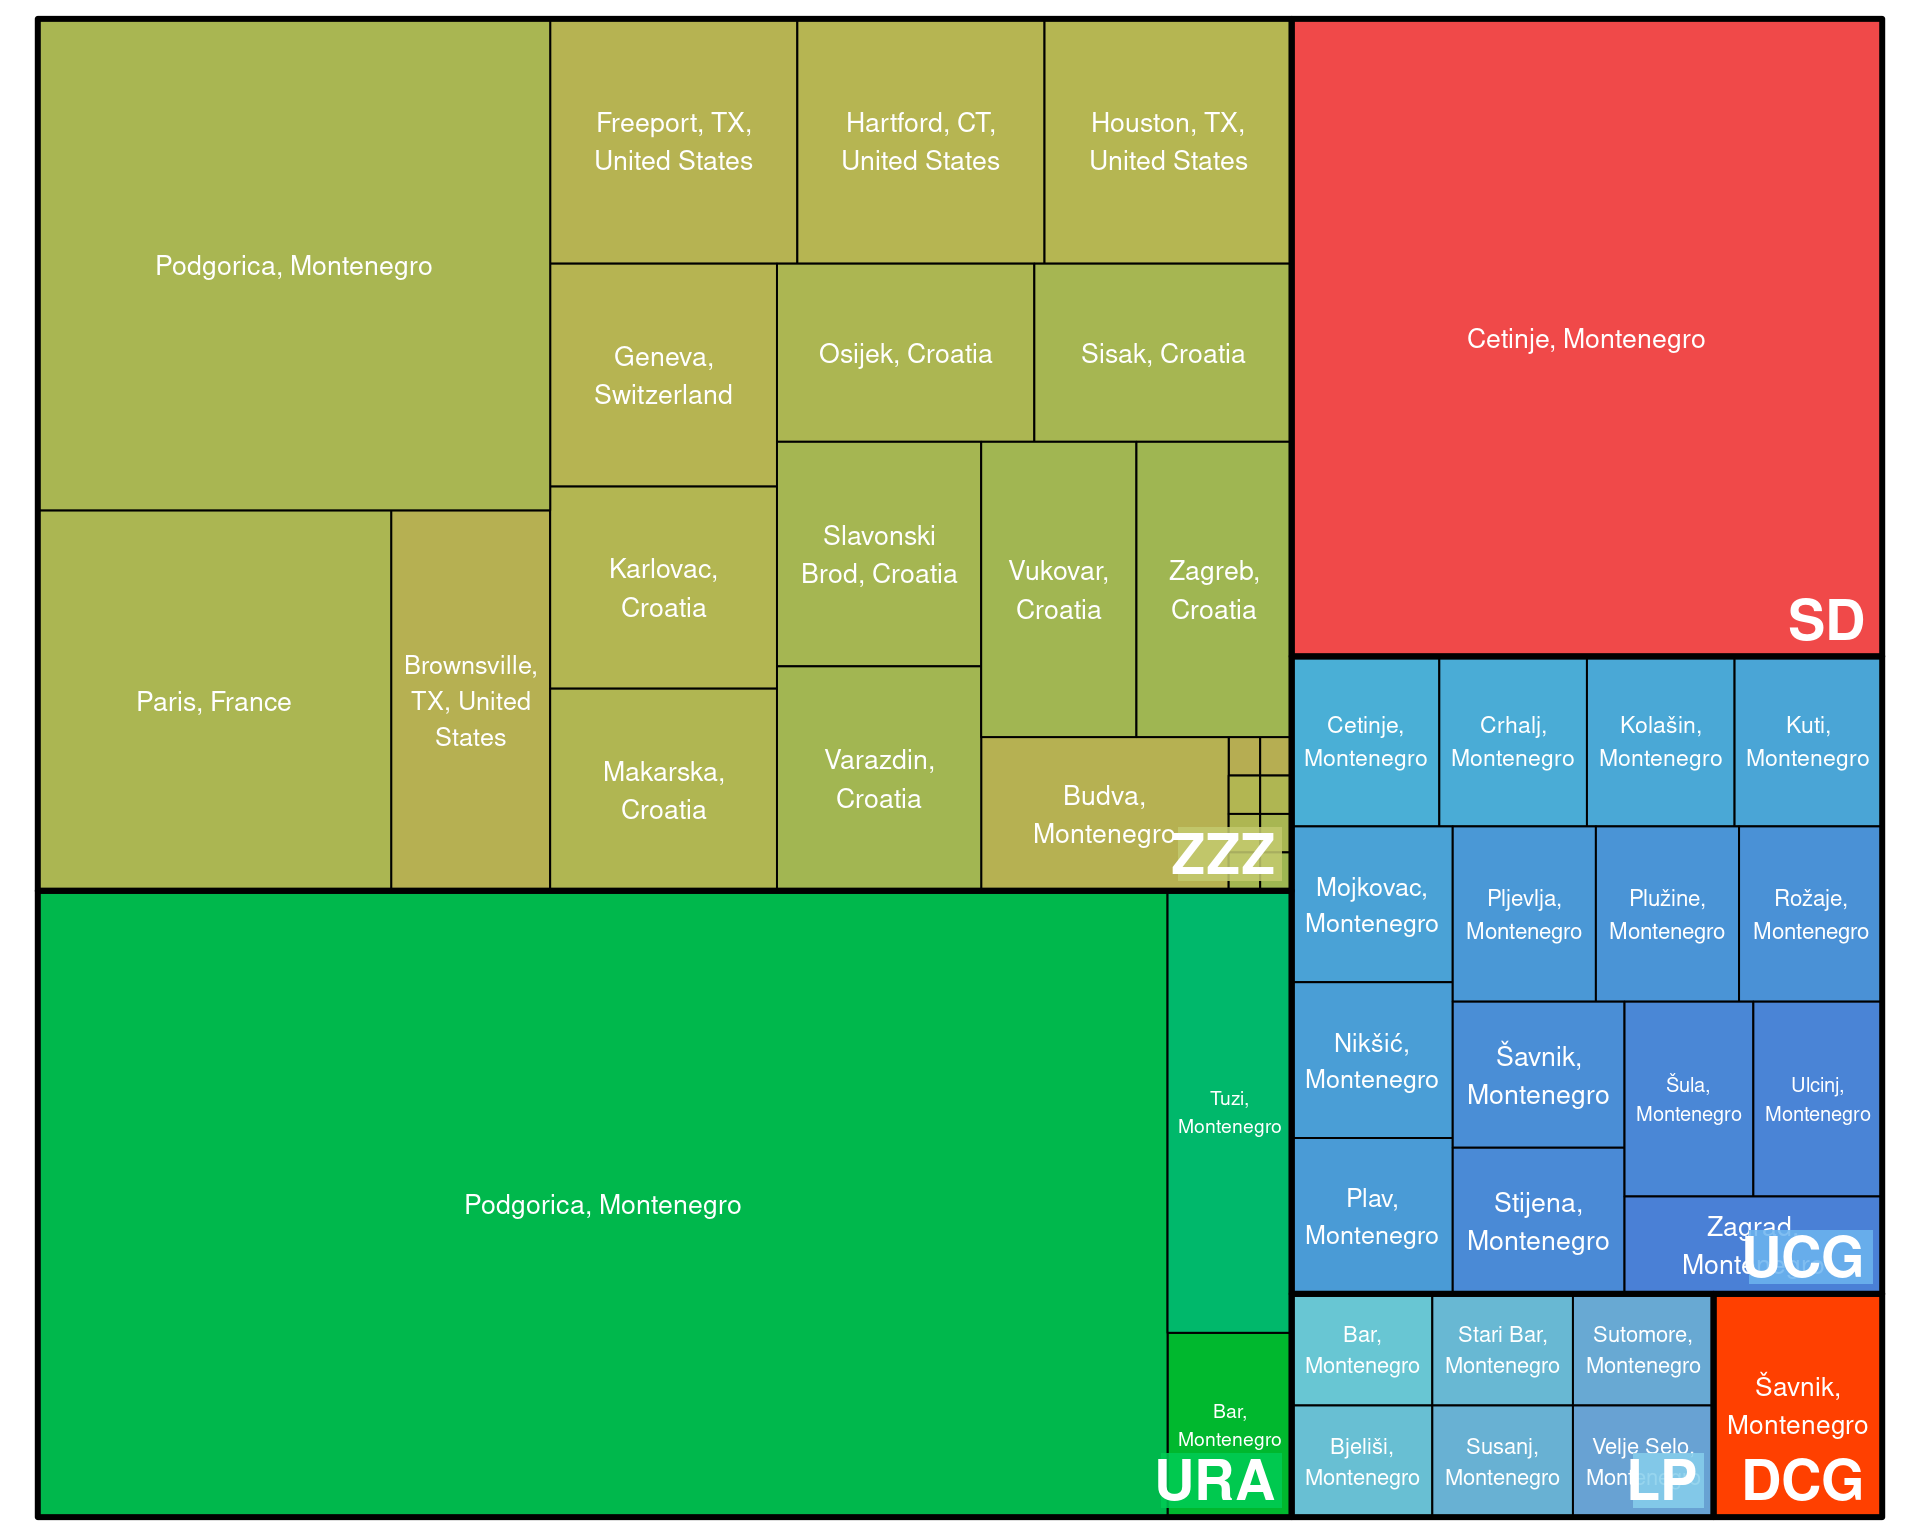 Podgorica, Montenegro
Freeport, TX,
United States
Hartford, CT,
United States
Houston, TX,
United States
Geneva,
Switzerland
Osijek, Croatia
Sisak, Croatia
Karlovac,
Croatia
Slavonski
Brod, Croatia
Vukovar,
Croatia
Zagreb,
Croatia
Paris, France
Brownsville,
TX, United
States
Makarska,
Croatia
Varazdin,
Croatia
Budva,
Montenegro
ZZZ
Cetinje, Montenegro
SD
Cetinje,
Montenegro
Crhalj,
Montenegro
Kolašin,
Montenegro
Kuti,
Montenegro
Mojkovac,
Montenegro
Pljevlja,
Montenegro
Plužine,
Montenegro
Rožaje,
Montenegro
Nikšić,
Montenegro
Šavnik,
Montenegro
Šula,
Montenegro
Ulcinj,
Montenegro
Plav,
Montenegro
Stijena,
Montenegro
Zagrad,
Montenegro
UCG
Podgorica, Montenegro
Tuzi,
Montenegro
Bar,
Montenegro
URA
Bar,
Montenegro
Stari Bar,
Montenegro
Sutomore,
Montenegro
Bjeliši,
Montenegro
Susanj,
Montenegro
Velje Selo,
Montenegro
LP
Šavnik,
Montenegro
DCG